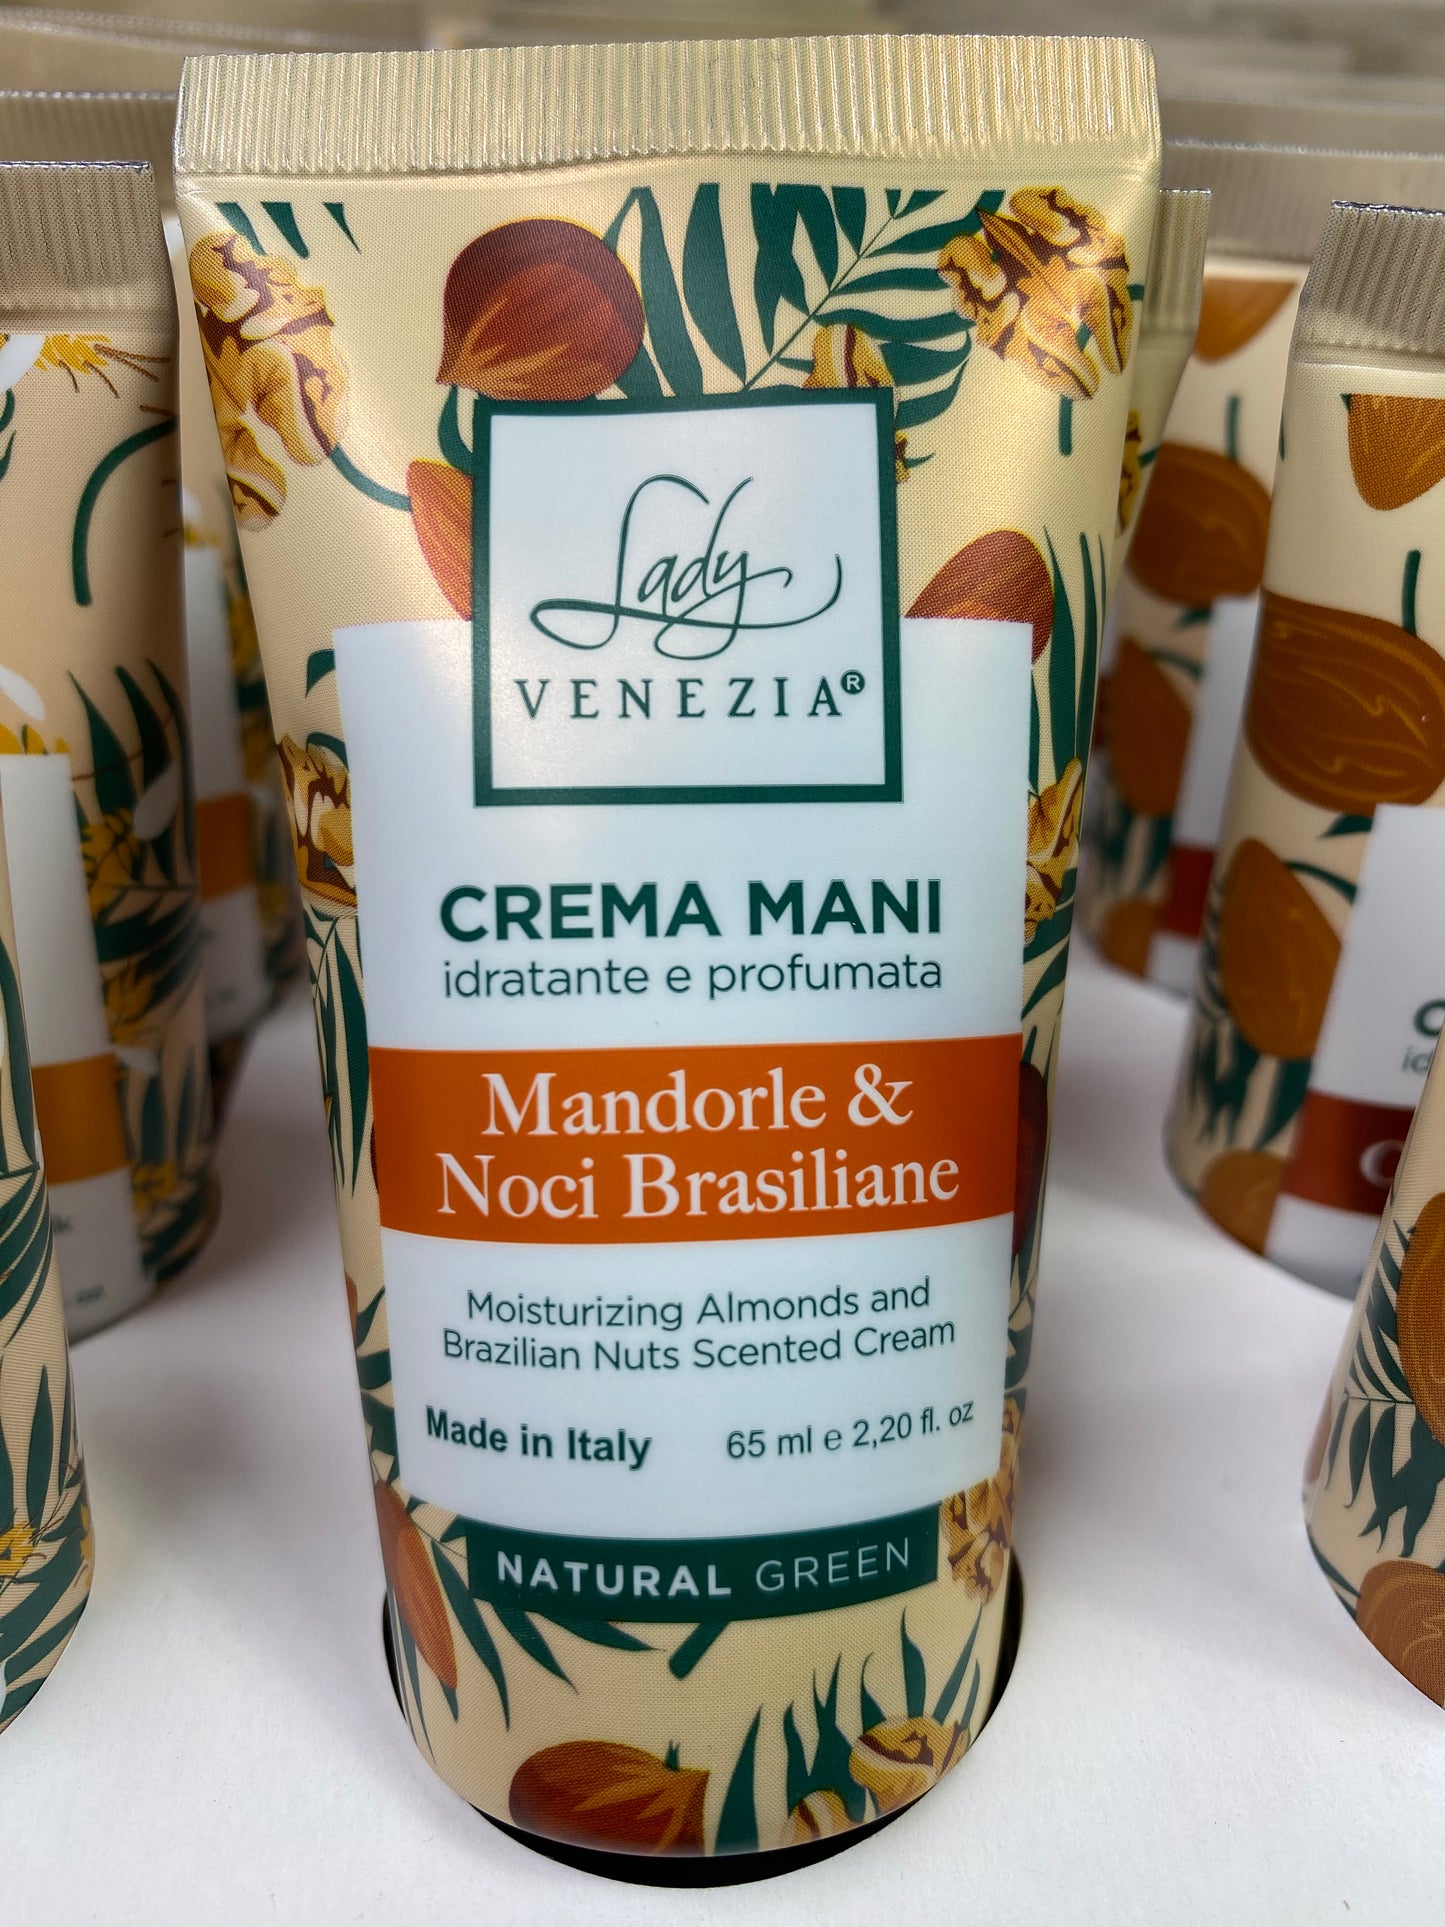 Lady
VENEZIA®
CREMA MANI
idratante e profumata
Mandorle &
Noci Brasiliane
Moisturizing Almonds and
Brazilian Nuts Scented Cream
Made in Italy 65 ml e 2,20 fl. oz
NATURAL GREEN